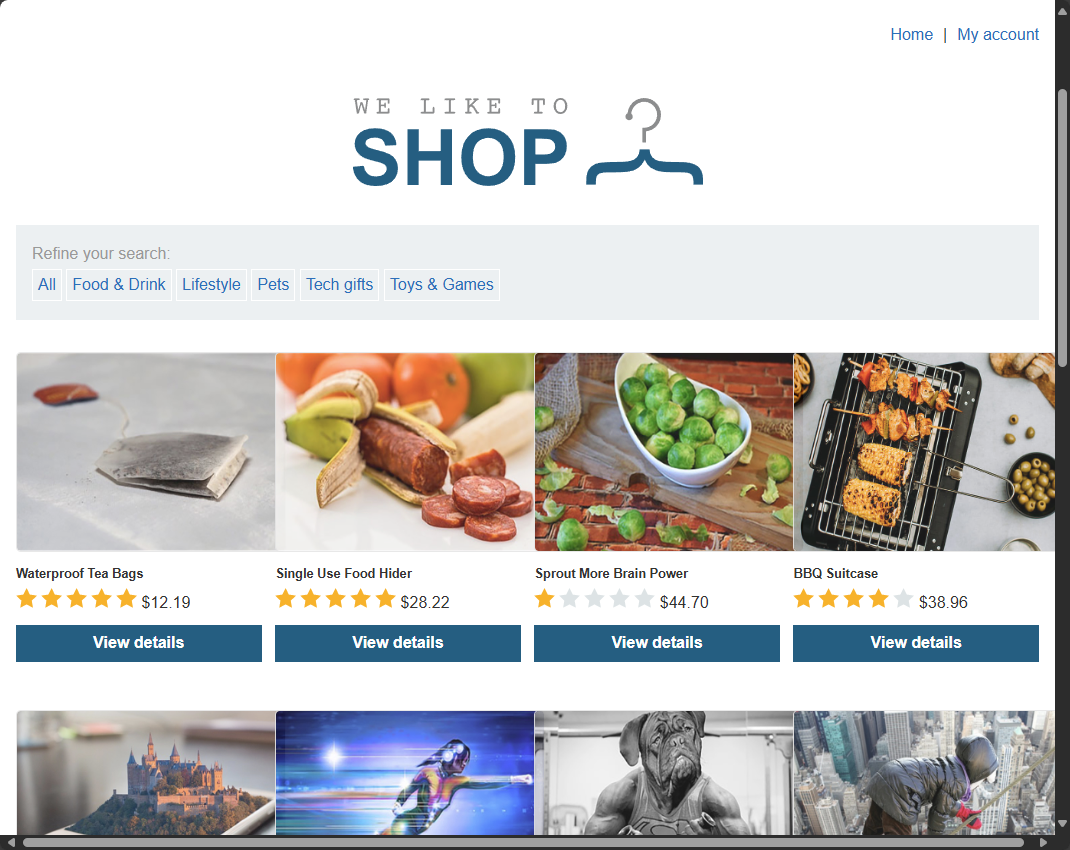 Home | My account
WE LIKE TO
SHOP
Refine your search:
All Food & Drink Lifestyle Pets Tech gifts Toys & Games
Waterproof Tea Bags Single Use Food Hider Sprout More Brain Power BBQ Suitcase
$12.19 $28.22 $44.70 $38.96
View details View details View details View details